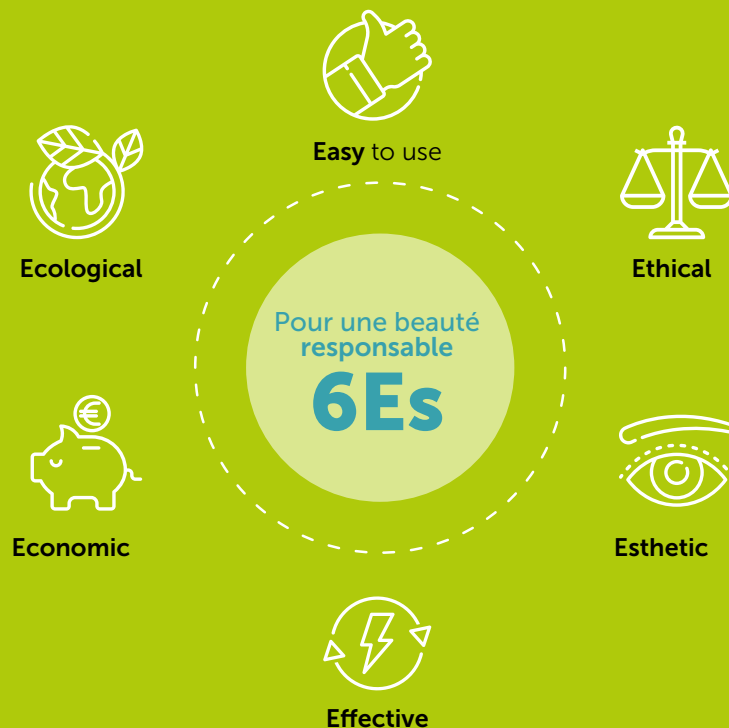 Easy to use
Ecological
Ethical
Pour une beauté
responsable
6Es
€
Economic
Esthetic
Effective